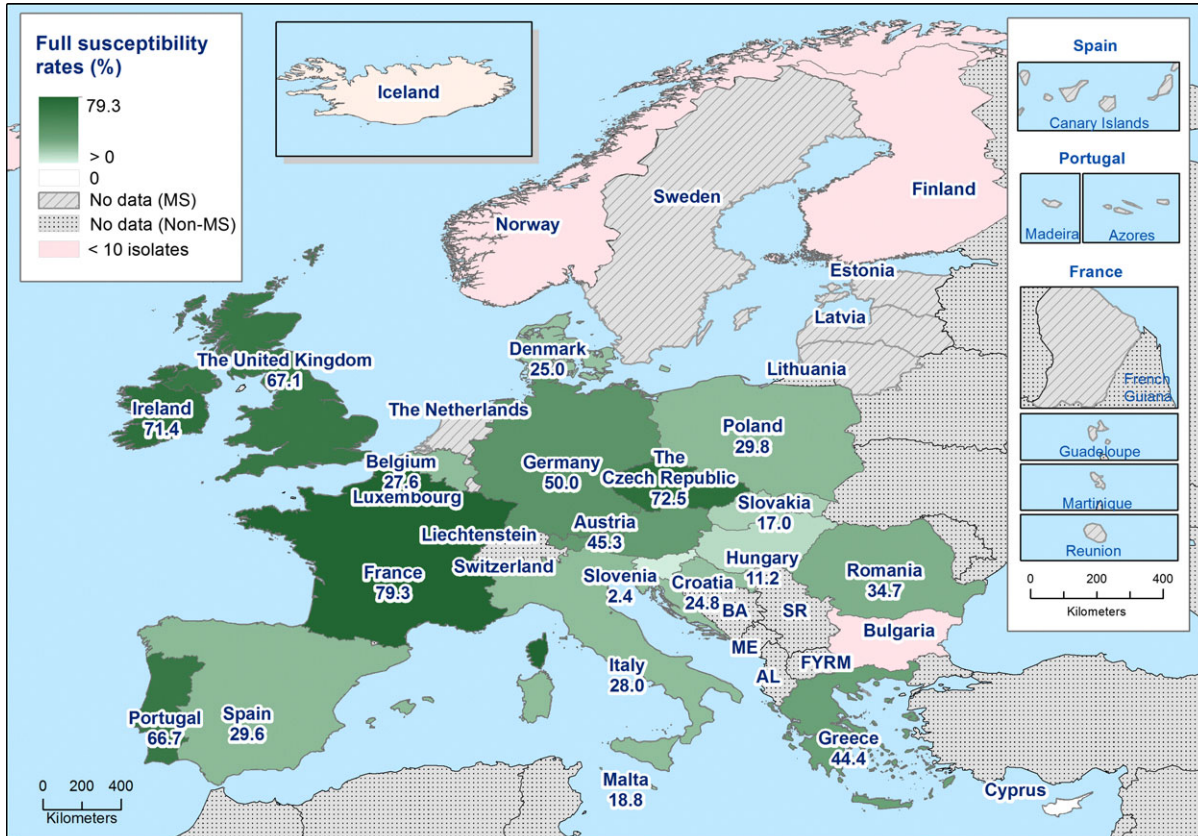 Full susceptibility
rates (%)
79.3
> 0
0
No data (MS)
No data (Non-MS)
< 10 isolates
Iceland
Spain
Canary Islands
Portugal
Madeira
Azores
France
French
Guiana
Guadeloupe
Martinique
Reunion
0 200 400
Kilometers
Norway
Sweden
Finland
Estonia
Latvia
Lithuania
Denmark
25.0
The United Kingdom
67.1
Ireland
71.4
The Netherlands
Poland
29.8
Belgium
27.6
Luxembourg
Germany
50.0
The
Czech Republic
72.5
Slovakia
17.0
Liechtenstein
Austria
45.3
Switzerland
Hungary
11.2
France
79.3
Slovenia
2.4
Croatia
24.8
Romania
34.7
BA
SR
Bulgaria
ME
FYRM
AL
Italy
28.0
Portugal
66.7
Spain
29.6
Greece
44.4
Malta
18.8
Cyprus
0 200 400
Kilometers